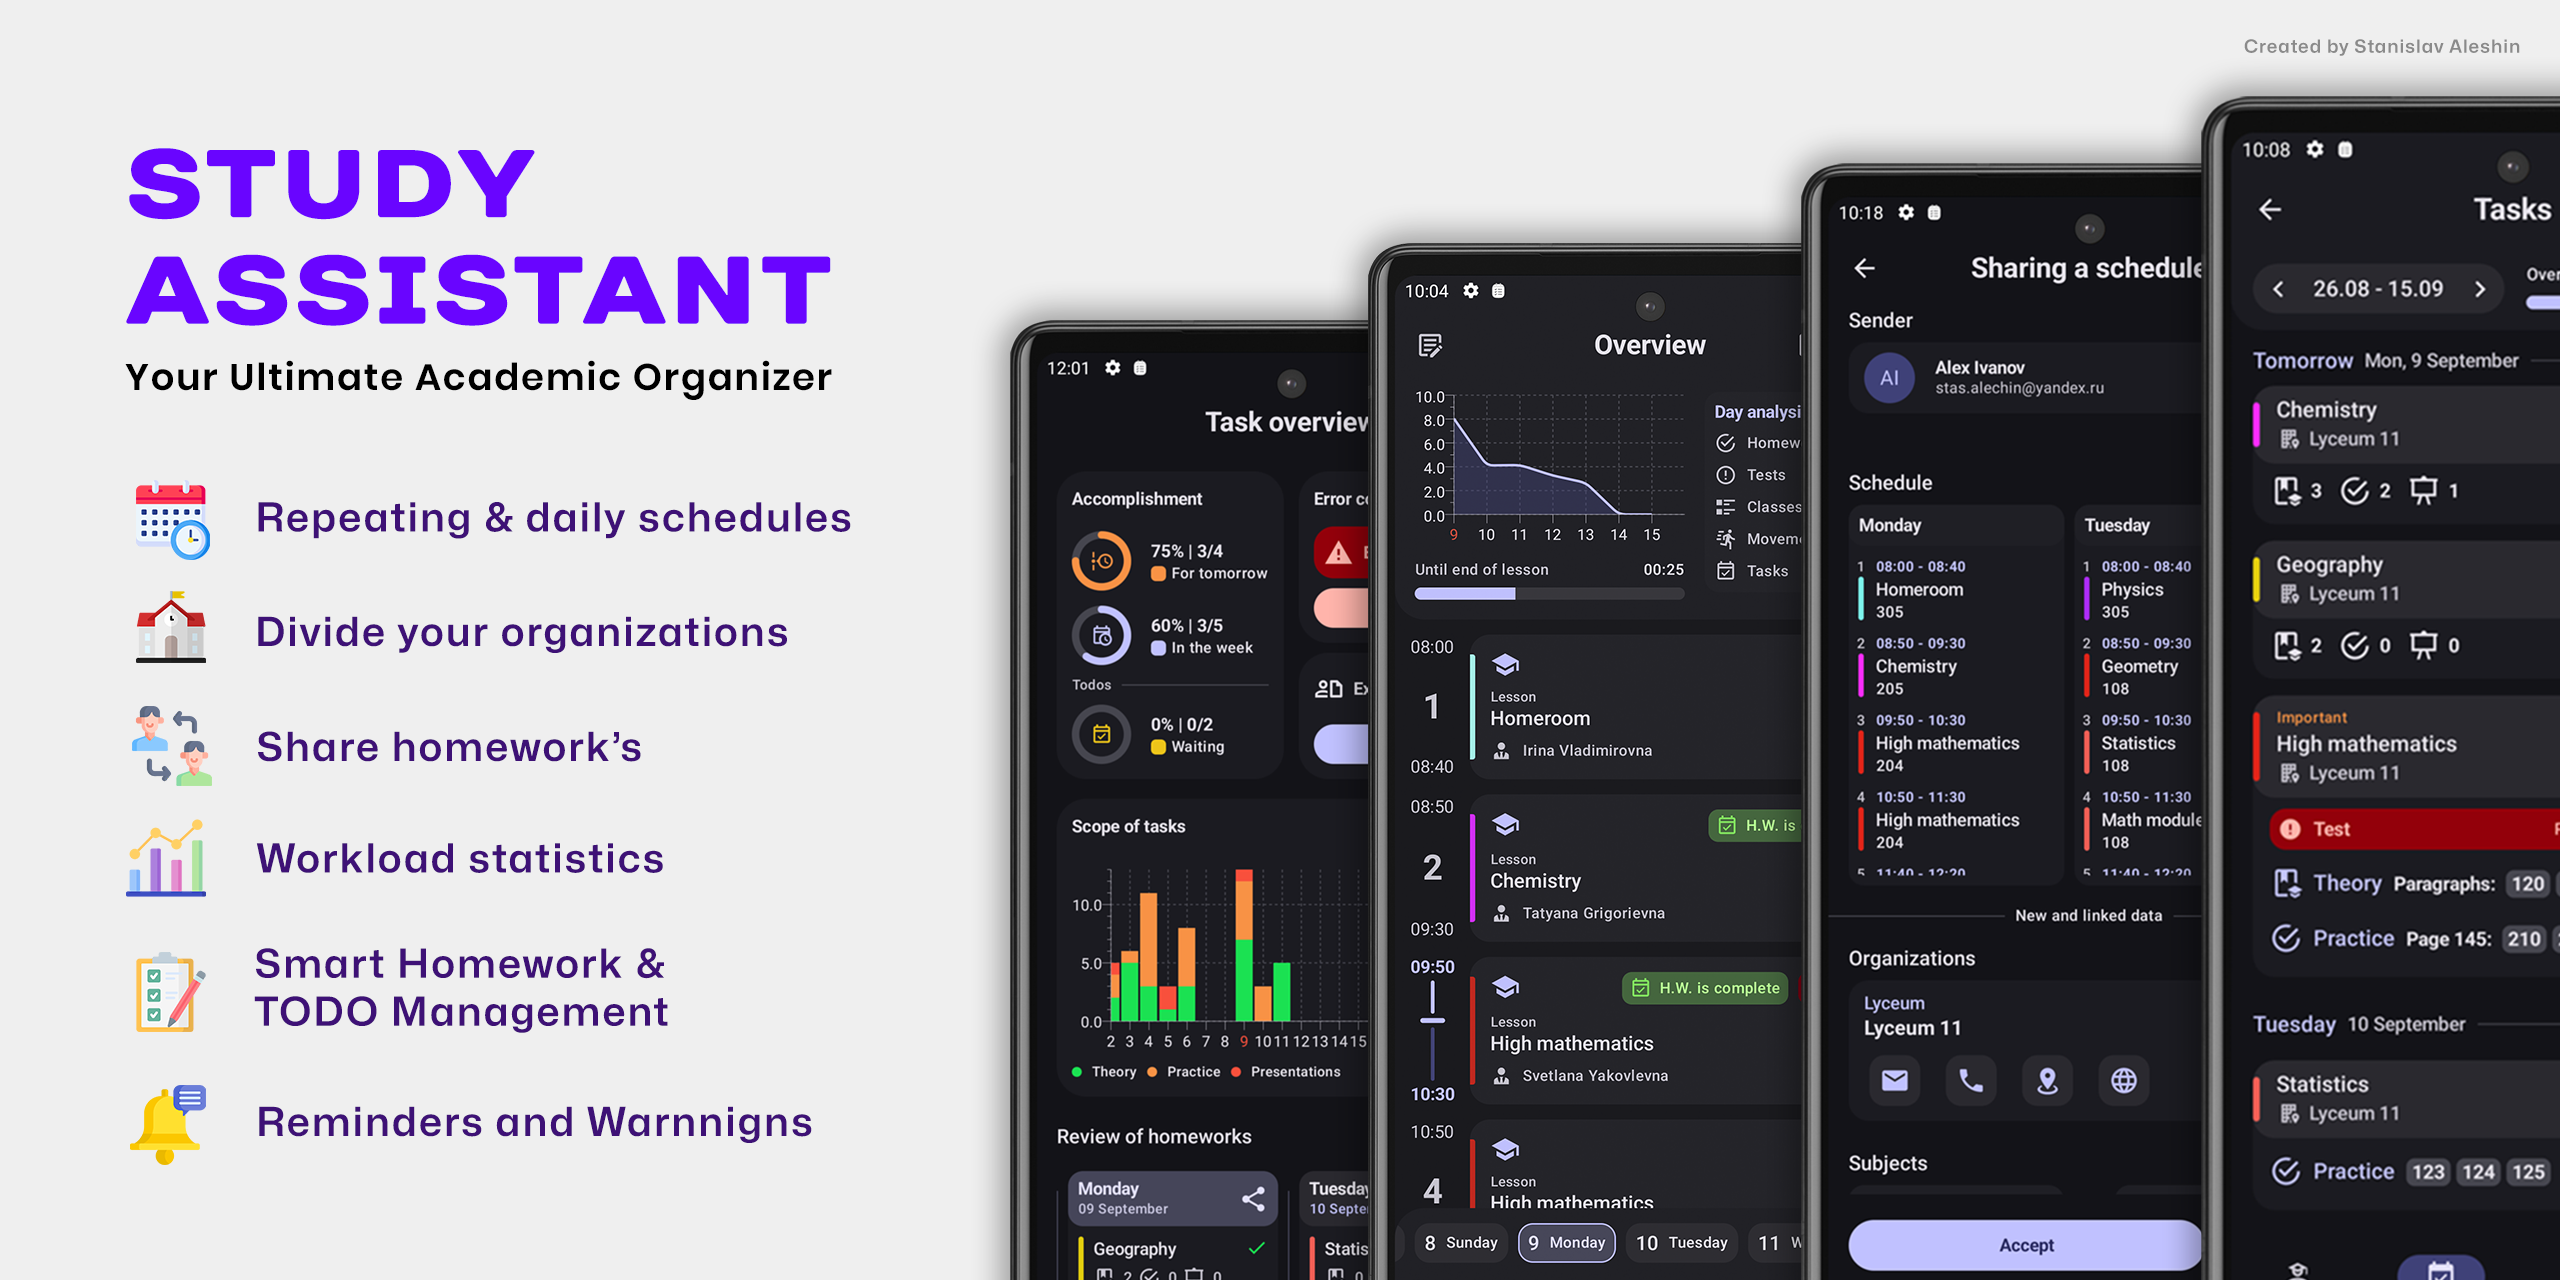 Created by Stanislav Aleshin
STUDY
ASSISTANT
Your Ultimate Academic Organizer
Repeating & daily schedules
Divide your organizations
Share homework's
Workload statistics
Smart Homework &
TODO Management
Reminders and Warnnigns
12:01
Task overview
Accomplishment
75% | 3/4
For tomorrow
60% | 3/5
In the week
Todos
0% | 0/2
Waiting
Error
Scope of tasks
10.0
5.0
0.0
2 3 4 5 6 7 8 9 10 11 12 13 14 15
Theory Practice Presentations
Review of homeworks
Monday
09 September
Geography
2 0 0
Tuesday
10
10:04
Overview
10.0
8.0
6.0
4.0
2.0
0.0
9 10 11 12 13 14 15
Until end of lesson 00:25
Day
Tests
Classes
Tasks
08:00
1
08:40
Lesson
Homeroom
Irina Vladimirovna
08:50
2
09:30
H.W. is
Lesson
Chemistry
Tatyana Grigorievna
09:50
10:30
H.W. is complete
Lesson
High mathematics
Svetlana Yakovlevna
10:50
4
Lesson
High mathematics
8 Sunday
9 Monday
10 Tuesday
11
10:18
Sharing a schedule
Sender
AI
Alex Ivanov
stas.alechin@yandex.ru
Schedule
Monday
1 08:00 - 08:40
Homeroom
305
2 08:50 - 09:30
Chemistry
205
3 09:50 - 10:30
High mathematics
204
4 10:50 - 11:30
High mathematics
204
5 11:40 - 12:20
Tuesday
1 08:00 - 08:40
Physics
305
2 08:50 - 09:30
Geometry
108
3 09:50 - 10:30
Statistics
108
4 10:50 - 11:30
Math module
108
5 11:40 - 12:20
New and linked data
Organizations
Lyceum
Lyceum 11
Subjects
Accept
10:08
Tasks
26.08 - 15.09
Tomorrow Mon, 9 September
Chemistry
Lyceum 11
3 2 1
Geography
Lyceum 11
2 0 0
Important
High mathematics
Lyceum 11
Test
Theory Paragraphs: 120
Practice Page 145: 210
Tuesday 10 September
Statistics
Lyceum 11
Practice 123 124 125